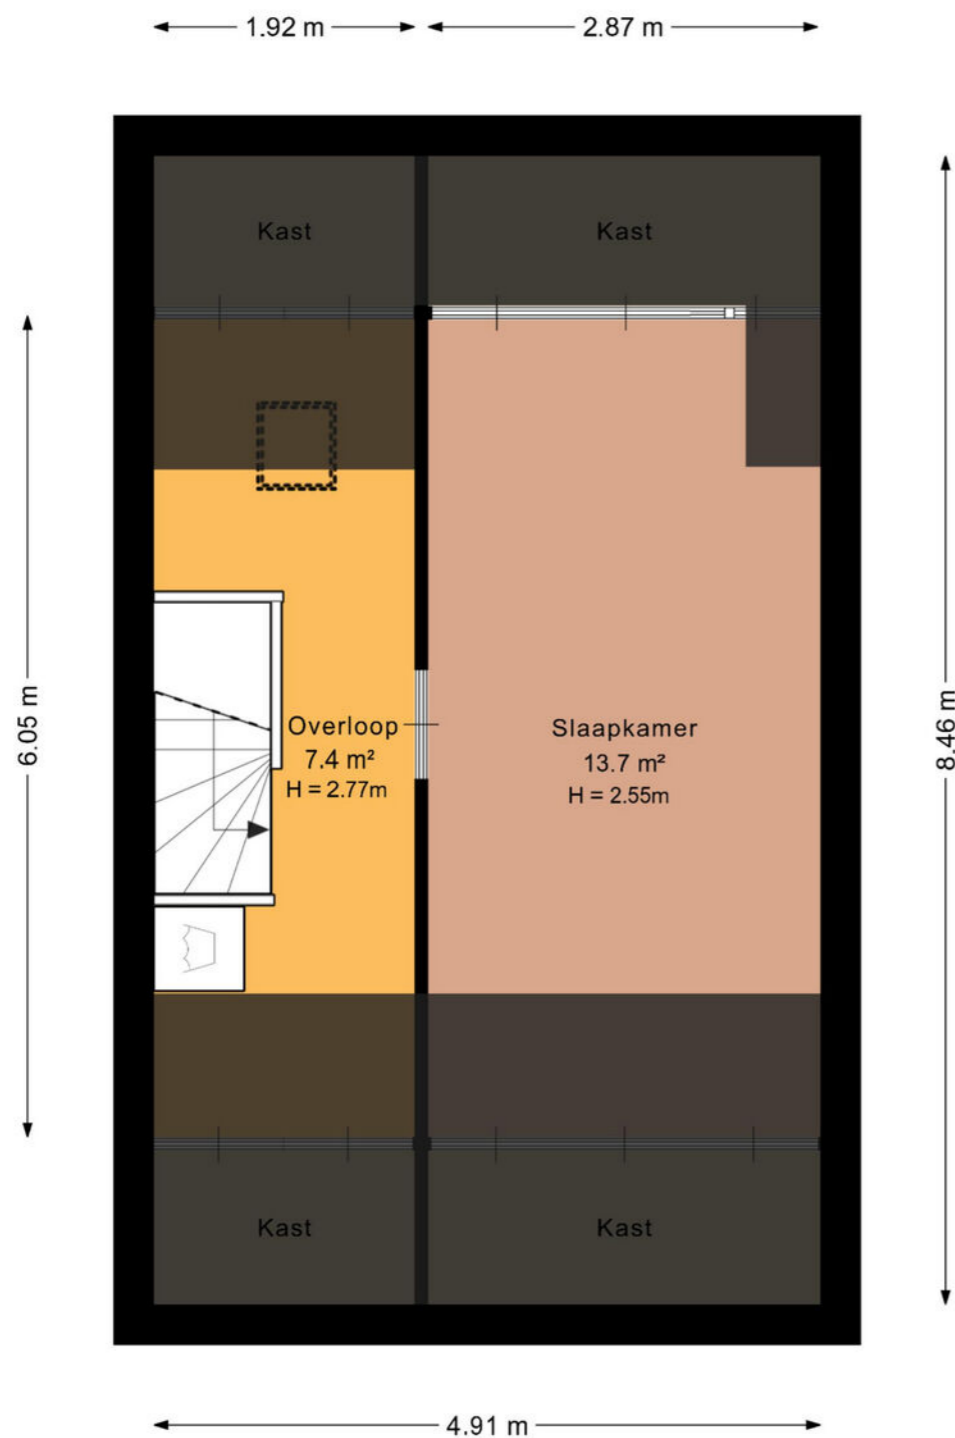 1.92 m
2.87 m
Kast
Kast
6.05 m
8.46 m
Overloop
7.4 m²
H = 2.77m
Slaapkamer
13.7 m²
H = 2.55m
Kast
Kast
4.91 m